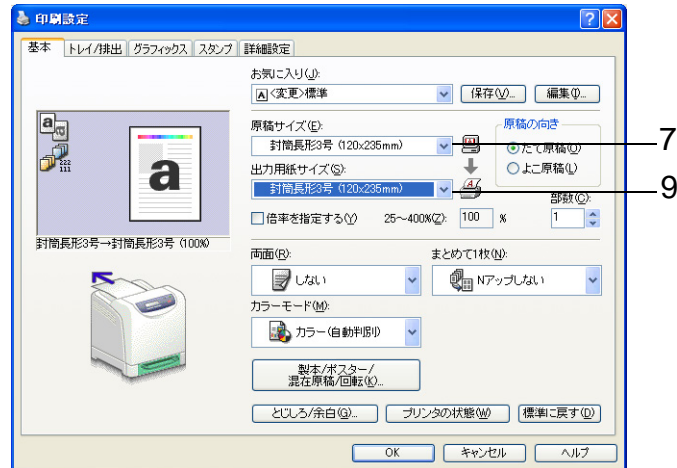 印刷設定
基本 トレイ/排出 グラフィックス スタンプ 詳細設定
お気に入り(J):
A <変更>標準 保存(V)... 編集(I)...
原稿サイズ(E): 原稿の向き
封筒長形3号 (120x235mm) たて原稿(O) 7
出力用紙サイズ(S): よこ原稿(L)
封筒長形3号 (120x235mm) 9
部数(C):
倍率を指定する(Y) 25～400%(Z): 100 % 1
a a
222
111
a
封筒長形3号→封筒長形3号 (100%)
両面(R): まとめて1枚(N):
しない Nアップしない
カラーモード(M):
カラー(自動判別)
製本/ポスター/
混在原稿/回転(K)...
とじしろ/余白(G)... プリンタの状態(W) 標準に戻す(D)
OK キャンセル ヘルプ